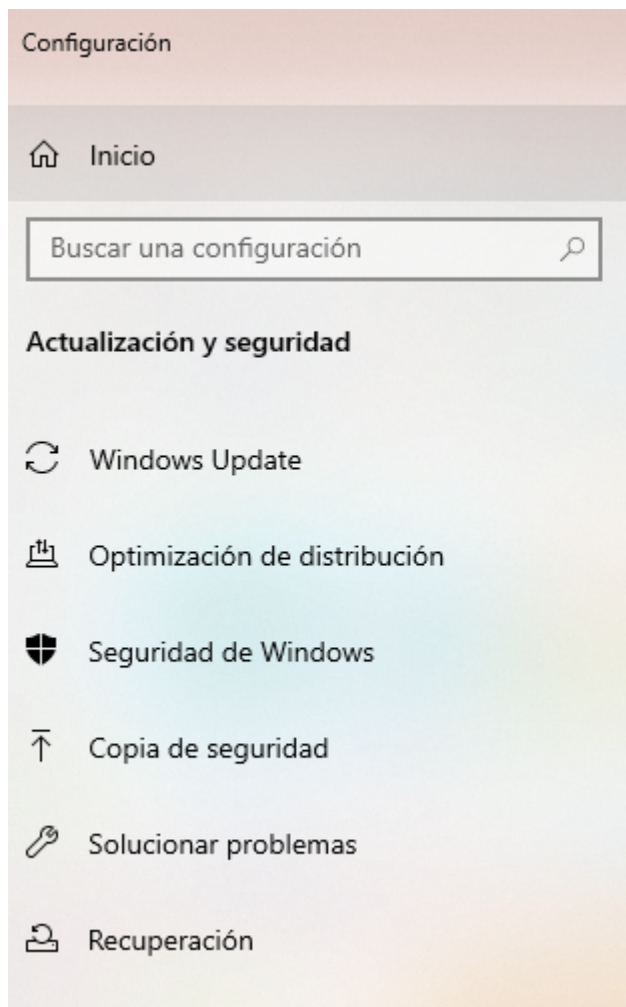 Configuración
Inicio
Buscar una configuración
Actualización y seguridad
Windows Update
Optimización de distribución
Seguridad de Windows
Copia de seguridad
Solucionar problemas
Recuperación